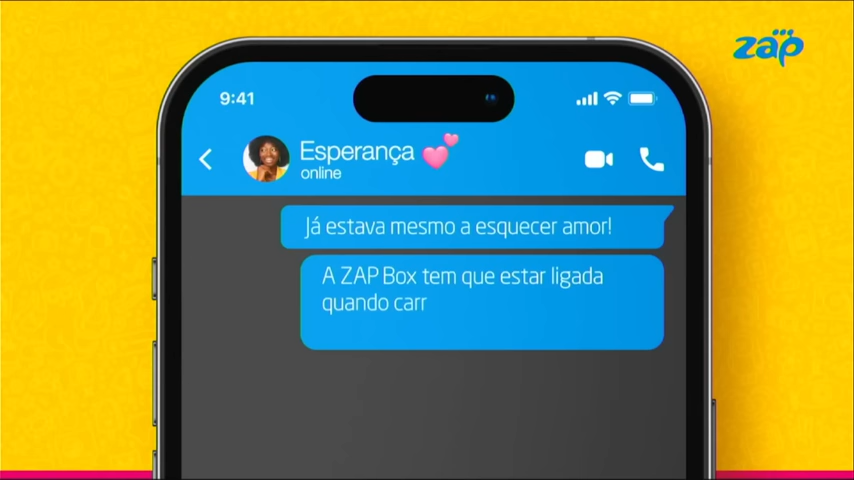 zap
9:41
Esperança
online
Já estava mesmo a esquecer amor!
A ZAP Box tem que estar ligada
quando carr